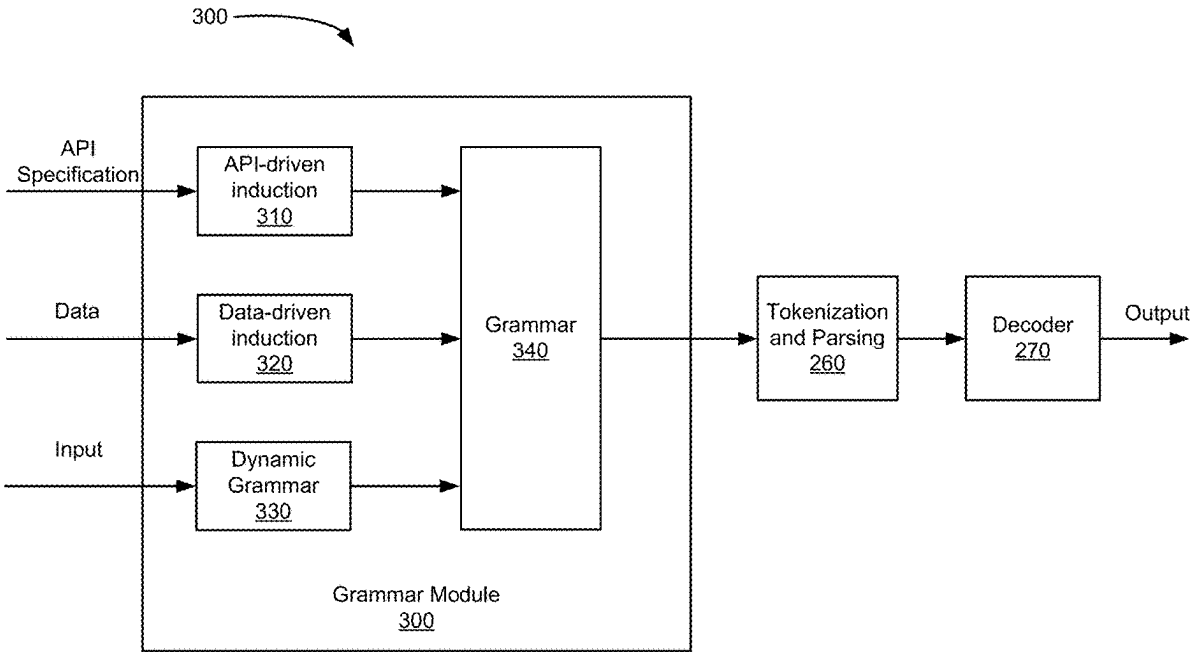 300
API
Specification
API-driven
induction
310
Data
Data-driven
induction
320
Input
Dynamic
Grammar
330
Grammar
340
Grammar Module
300
Tokenization
and Parsing
260
Decoder
270
Output